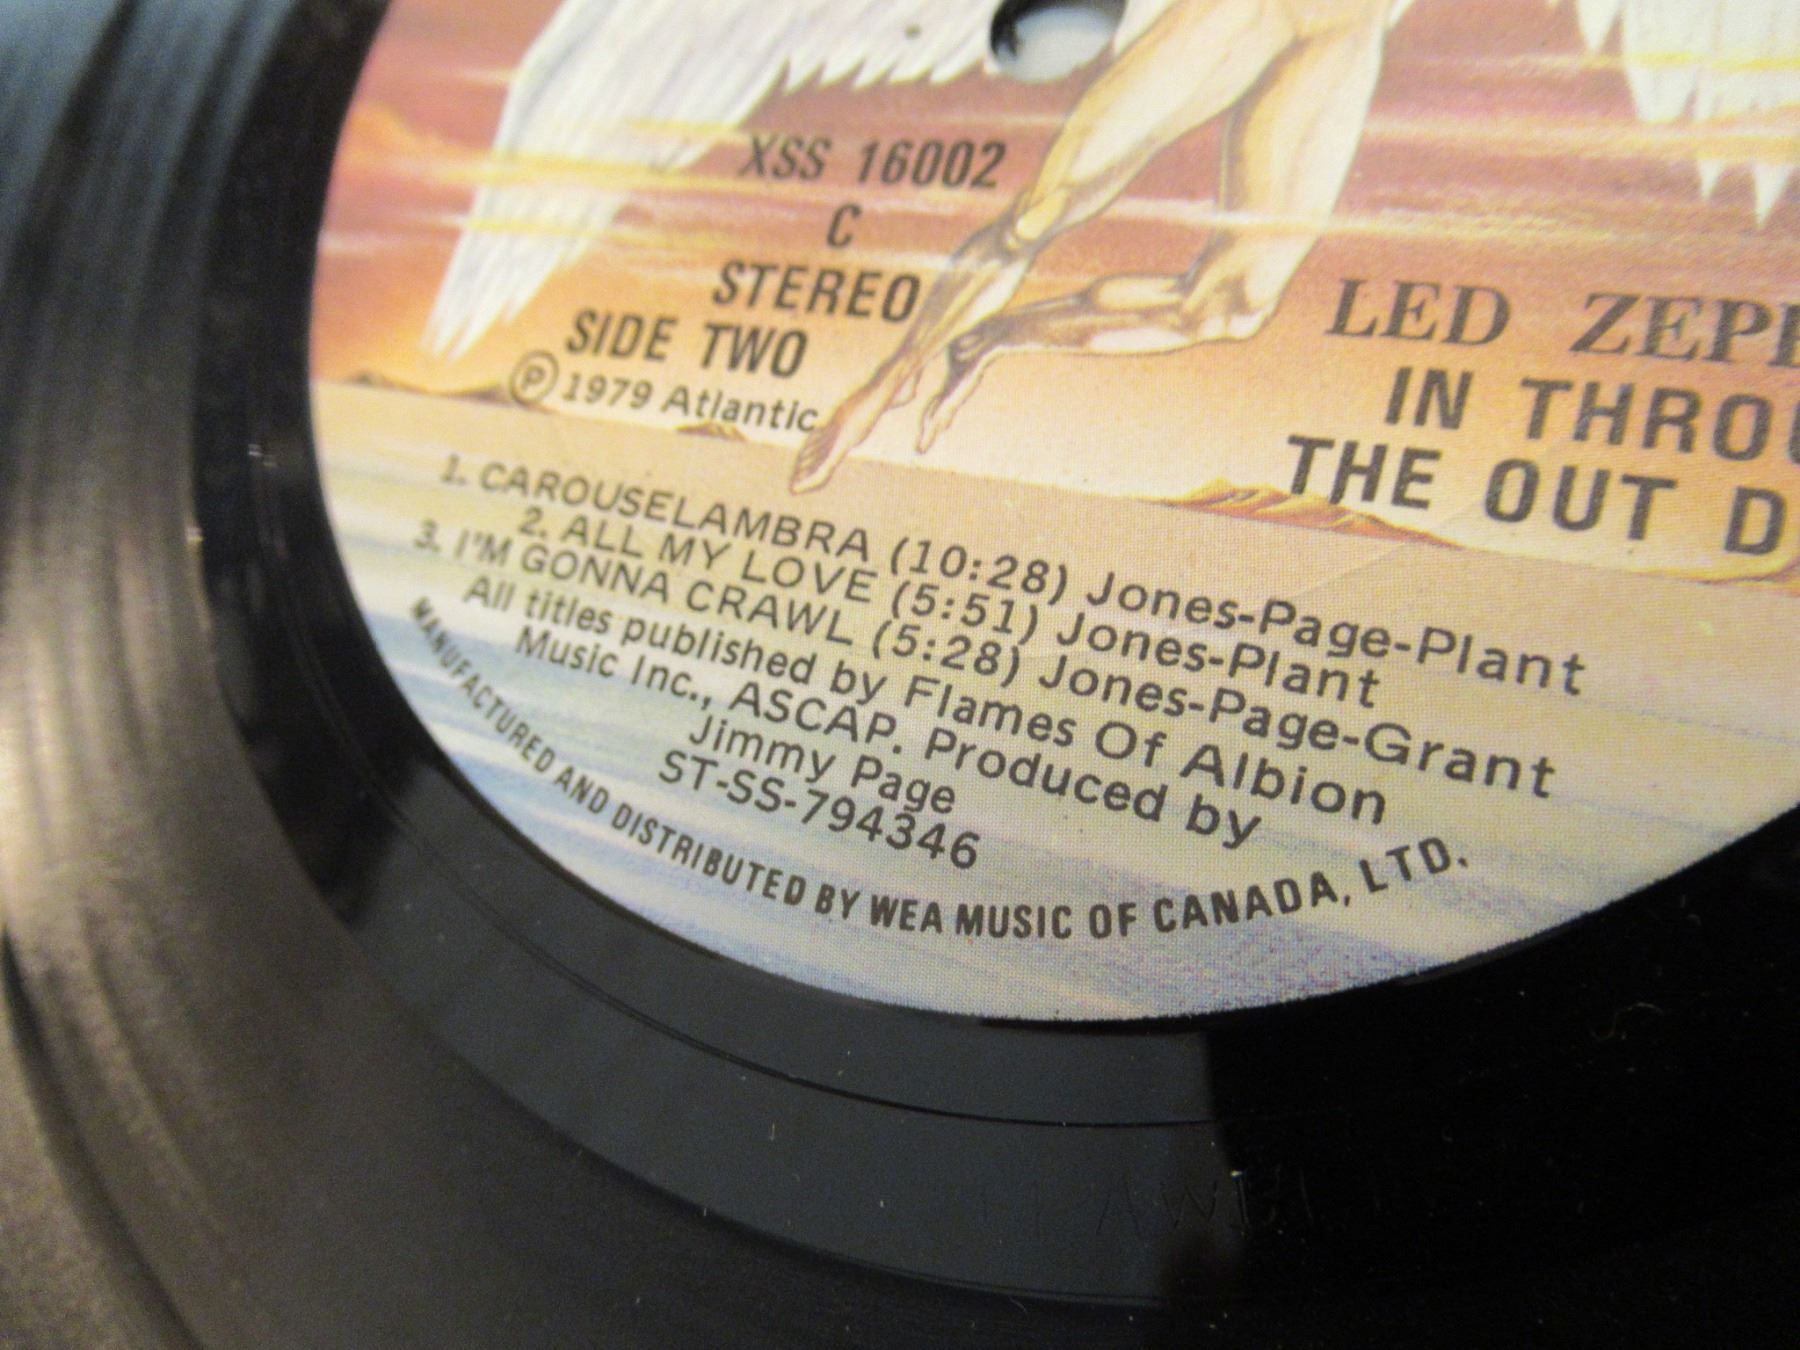 XSS 16002
C
STEREO
SIDE TWO
Ⓟ 1979 Atlantic
LED ZEPP
IN THROU
THE OUT D
1. CAROUSELAMBRA (10:28) Jones-Page-Plant
2. ALL MY LOVE (5:51) Jones-Plant
3. I'M GONNA CRAWL (5:28) Jones-Page-Grant
All titles published by Flames Of Albion
Music Inc., ASCAP. Produced by
Jimmy Page
ST-SS-794346
MANUFACTURED AND DISTRIBUTED BY WEA MUSIC OF CANADA, LTD.